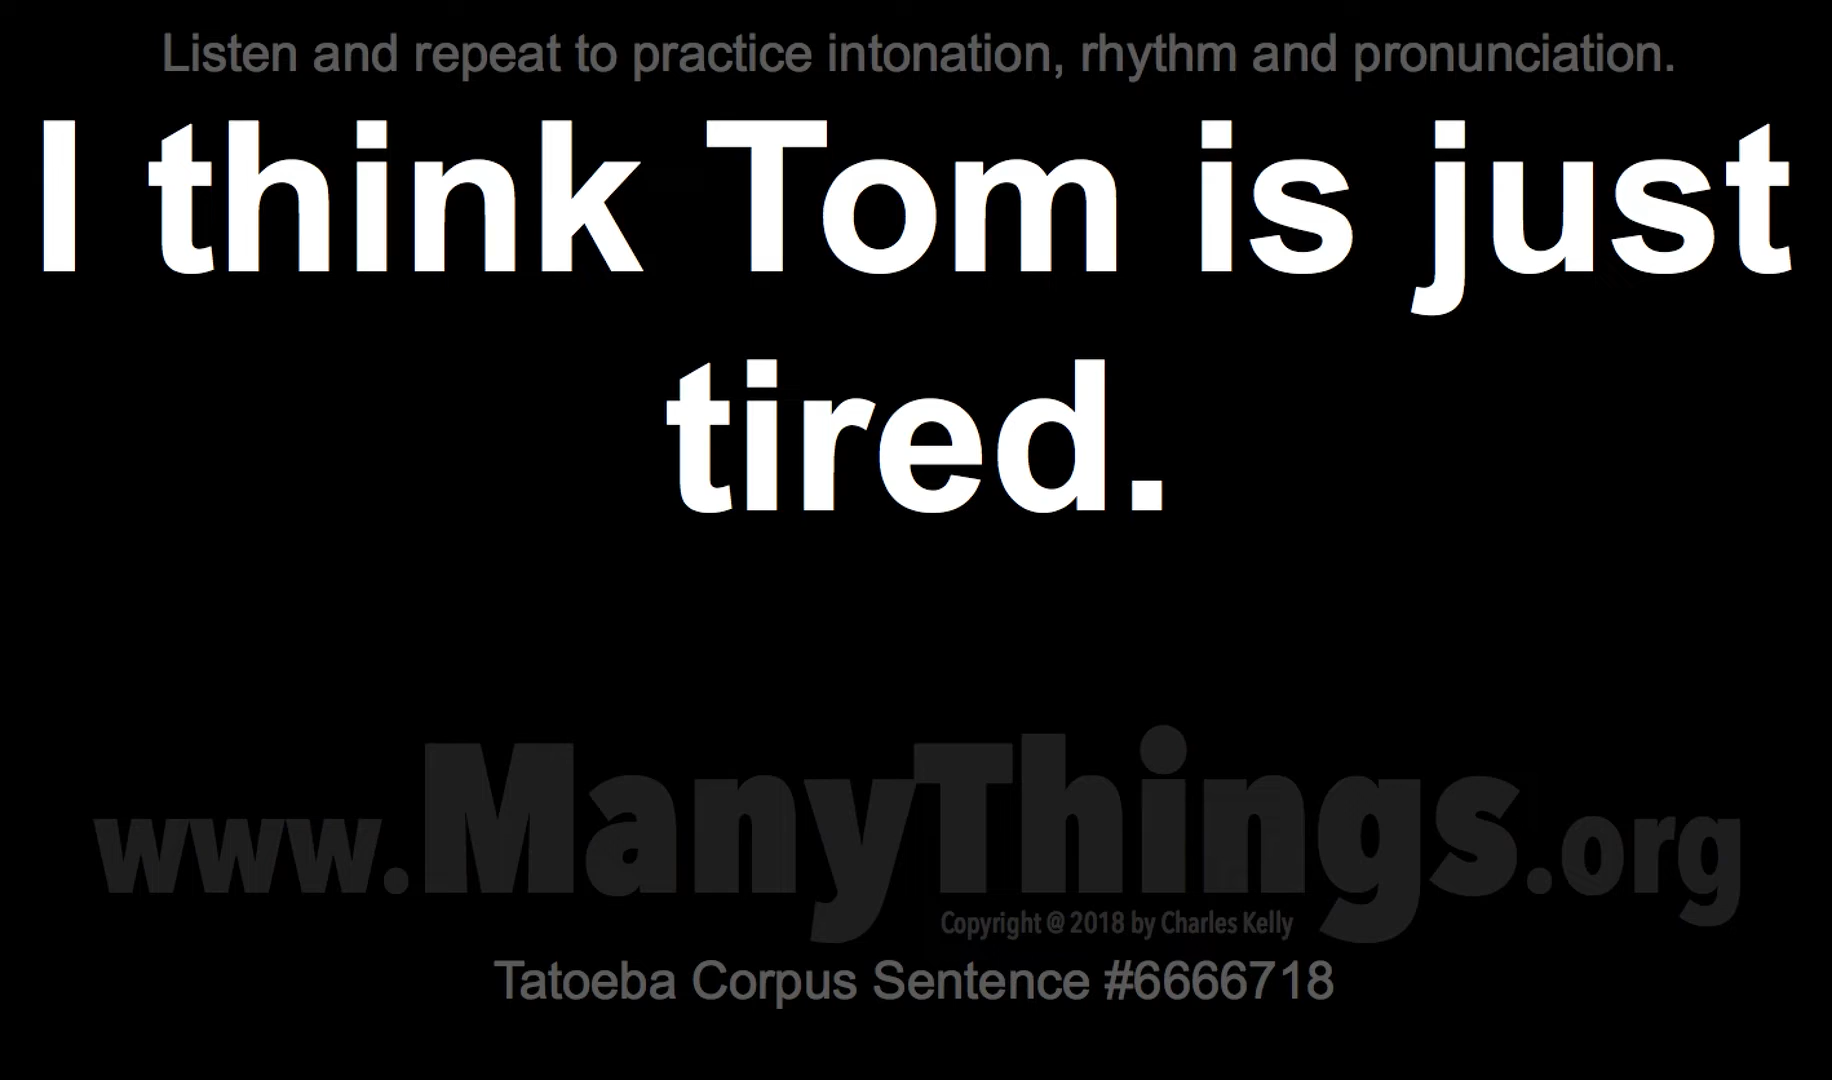 Listen and repeat to practice intonation, rhythm and pronunciation.
I think Tom is just
tired.
www.ManyThings.org
Copyright @ 2018 by Charles Kelly
Tatoeba Corpus Sentence #6666718